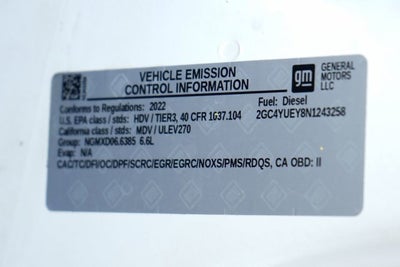 VEHICLE EMISSION
CONTROL INFORMATION
gm
GENERAL
MOTORS
LLC
Conforms to Regulations: 2022
Fuel: Diesel
U.S. EPA class / stds: HDV / TIER3, 40 CFR 1037.104
2GC4YUEY8N1243258
California class / stds: MDV / ULEV270
Group: NGMXD06.6385 6.6L
Evap: N/A
CAC/TC/DFI/OC/DPF/SCRC/EGR/EGRC/NOXS/PMS/RDQS, CA OBD: II